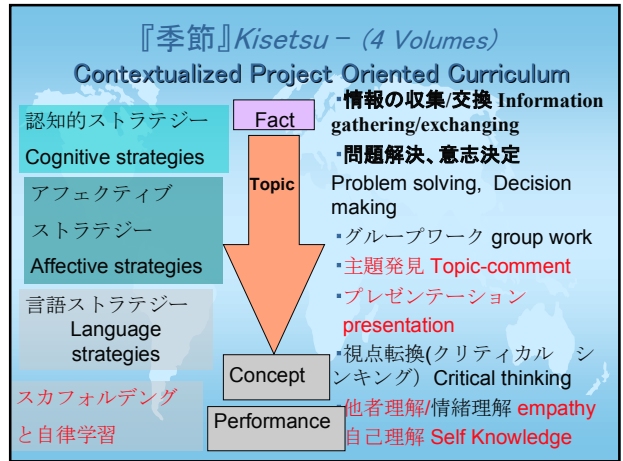 『季節』Kisetsu – (4 Volumes)
Contextualized Project Oriented Curriculum
認知的ストラテジー
Cognitive strategies
アフェクティブ
ストラテジー
Affective strategies
言語ストラテジー
Language
strategies
スカフォルデング
と自律学習
Fact
Topic
Concept
Performance
・情報の収集/交換 Information
gathering/exchanging
・問題解決、意志決定
Problem solving, Decision
making
・グループワーク group work
・主題発見 Topic-comment
・プレゼンテーション
presentation
・視点転換(クリティカル シ
ンキング）Critical thinking
・他者理解/情緒理解 empathy
・自己理解 Self Knowledge